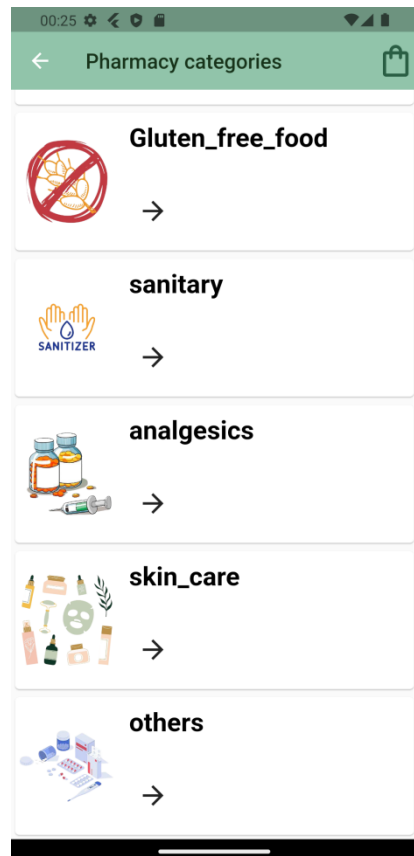 00:25
Pharmacy categories
Gluten_free_food
sanitary
SANITIZER
analgesics
skin_care
others